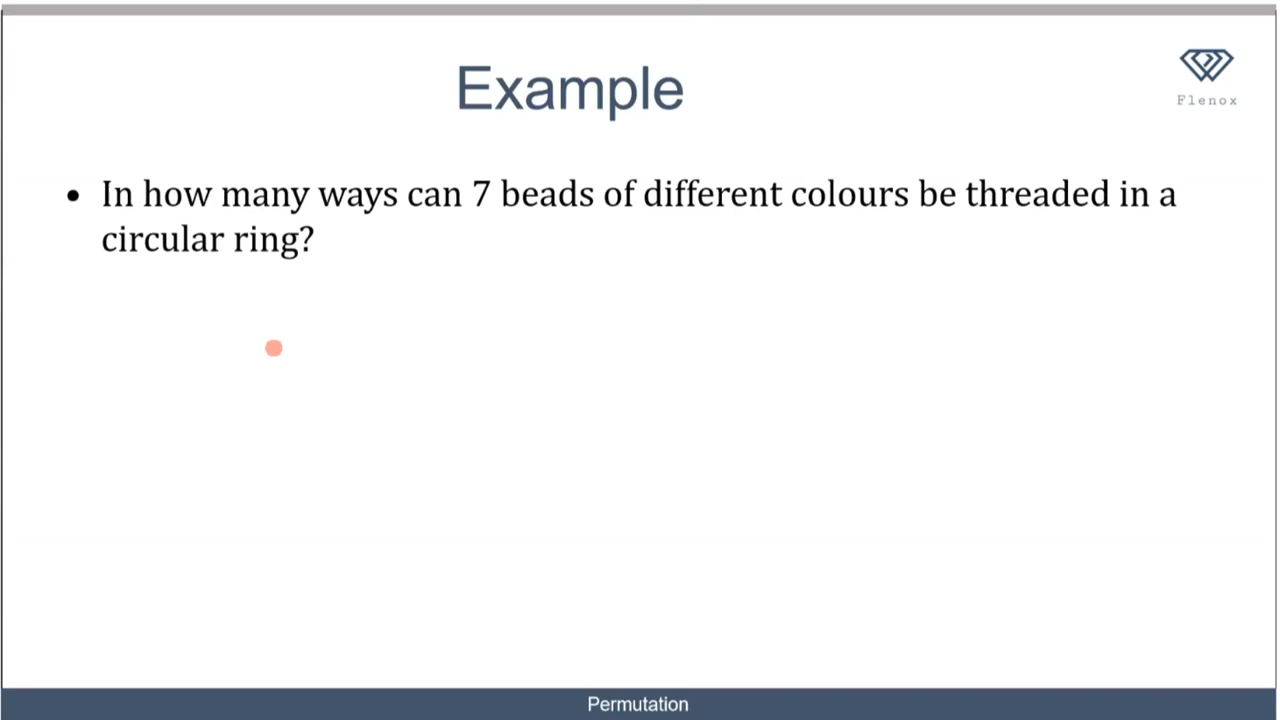 Example
Flenox
• In how many ways can 7 beads of different colours be threaded in a
circular ring?
Permutation